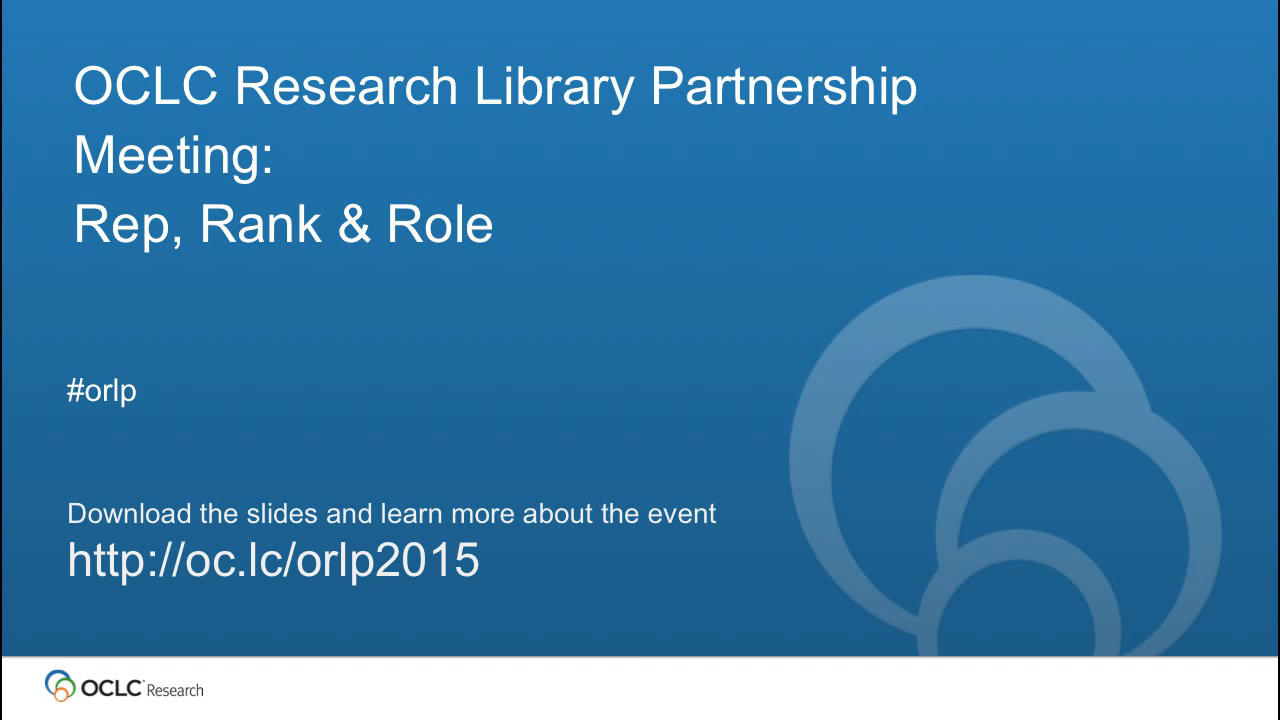 OCLC Research Library Partnership
Meeting:
Rep, Rank & Role
#orlp
Download the slides and learn more about the event
http://oc.lc/orlp2015
OCLC Research